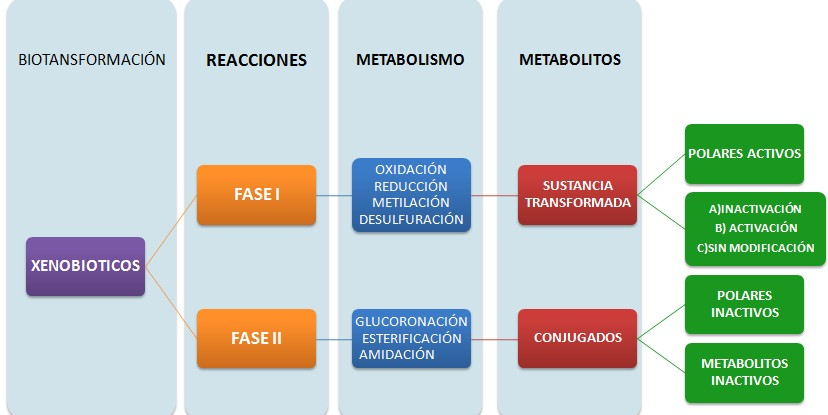 BIOTANSFORMACIÓN
REACCIONES
METABOLISMO
METABOLITOS
XENOBIOTICOS
FASE I
OXIDACIÓN
REDUCCIÓN
METILACIÓN
DESULFURACIÓN
SUSTANCIA
TRANSFORMADA
POLARES ACTIVOS
A)INACTIVACIÓN
B) ACTIVACIÓN
C)SIN MODIFICACIÓN
FASE II
GLUCORONACIÓN
ESTERIFICACIÓN
AMIDACIÓN
CONJUGADOS
POLARES
INACTIVOS
METABOLITOS
INACTIVOS